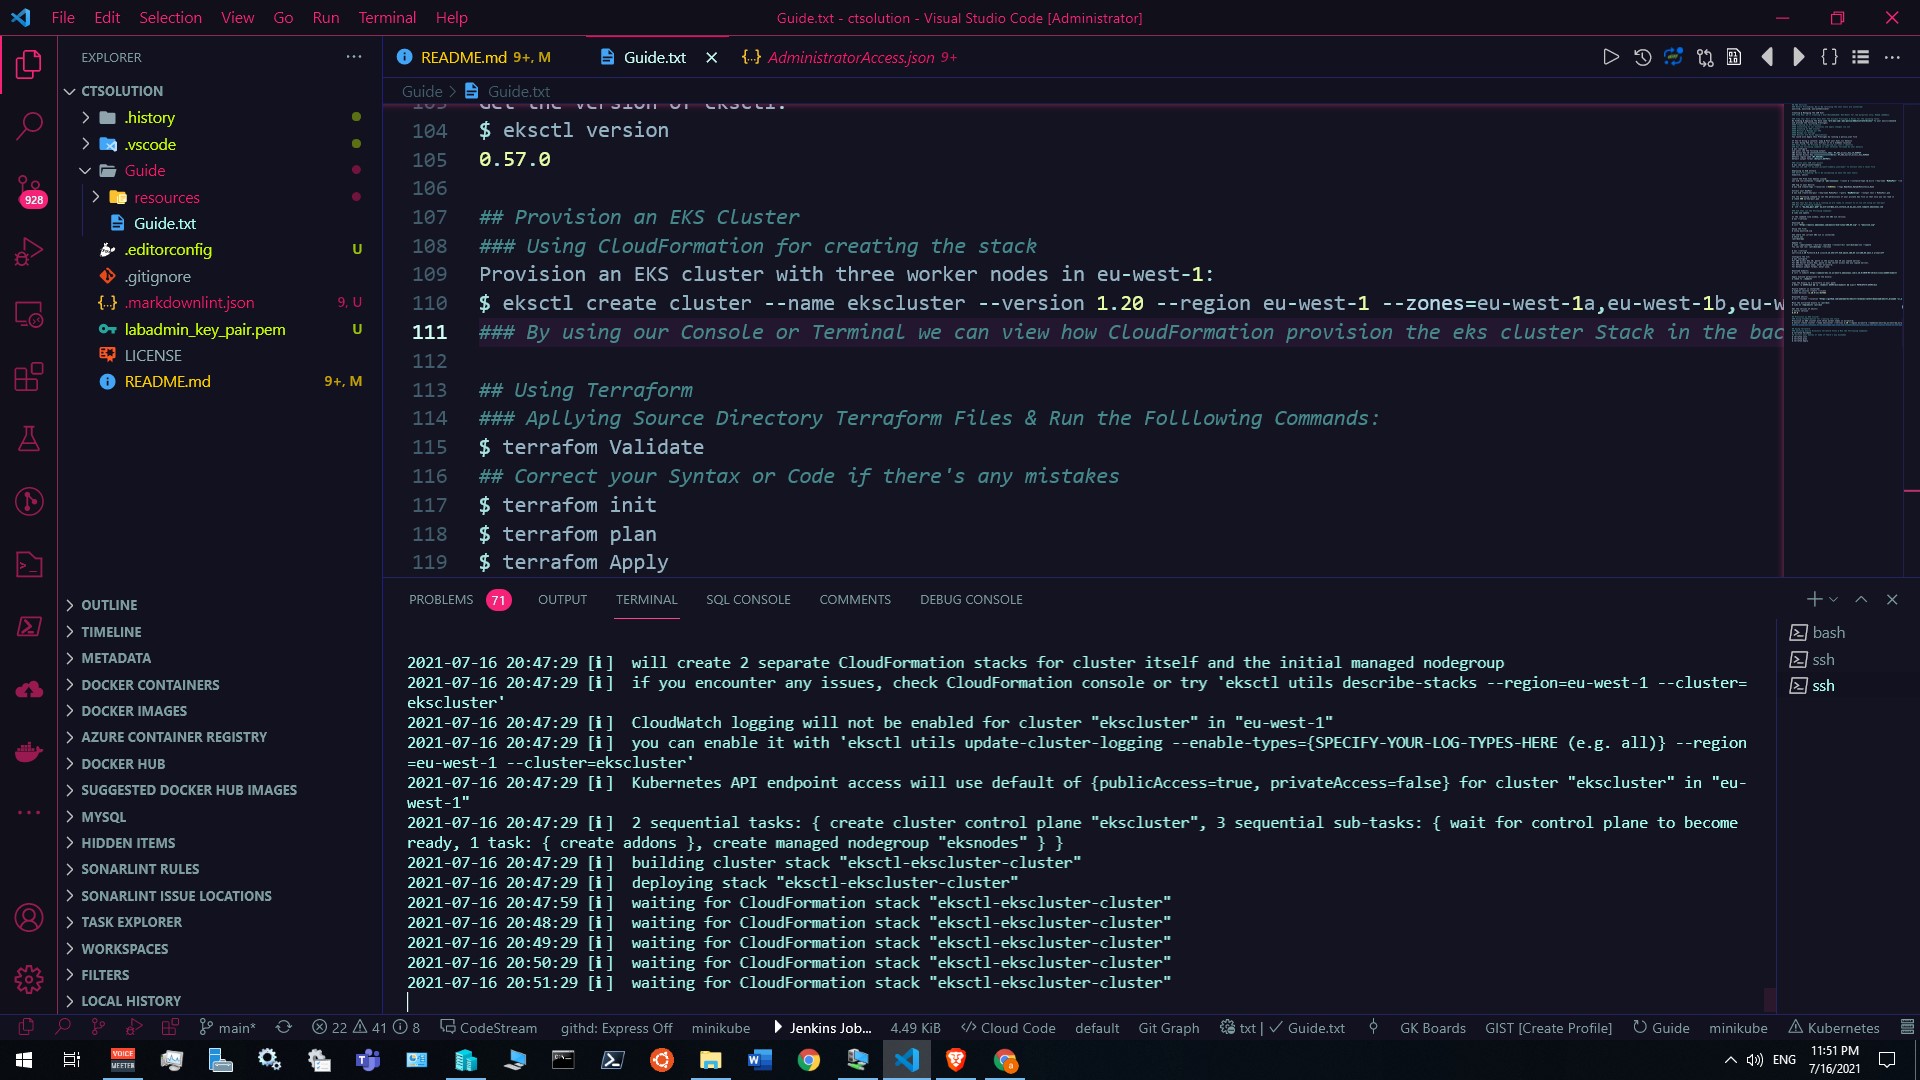 File Edit Selection View Go Run Terminal Help
Guide.txt - ctsolution - Visual Studio Code [Administrator]
EXPLORER
README.md 9+, M
Guide.txt
{..} AdministratorAccess.json 9+
CTSOLUTION
.history
.vscode
Guide
resources
Guide.txt
.editorconfig U
.gitignore
{..} .markdownlint.json 9, U
labadmin_key_pair.pem U
LICENSE
README.md 9+, M
928
Guide > Guide.txt
103 Get the version of eksctl:
104 $ eksctl version
105 0.57.0
106
107 ## Provision an EKS Cluster
108 ### Using CloudFormation for creating the stack
109 Provision an EKS cluster with three worker nodes in eu-west-1:
110 $ eksctl create cluster --name ekscluster --version 1.20 --region eu-west-1 --zones=eu-west-1a,eu-west-1b,eu-w
111 ### By using our Console or Terminal we can view how CloudFormation provision the eks cluster Stack in the bac
112
113 ## Using Terraform
114 ### Apllying Source Directory Terraform Files & Run the Folllowing Commands:
115 $ terrafom Validate
116 ## Correct your Syntax or Code if there's any mistakes
117 $ terrafom init
118 $ terrafom plan
119 $ terrafom Apply
OUTLINE
TIMELINE
METADATA
DOCKER CONTAINERS
DOCKER IMAGES
AZURE CONTAINER REGISTRY
DOCKER HUB
SUGGESTED DOCKER HUB IMAGES
MYSQL
HIDDEN ITEMS
SONARLINT RULES
SONARLINT ISSUE LOCATIONS
TASK EXPLORER
WORKSPACES
FILTERS
LOCAL HISTORY
PROBLEMS 71 OUTPUT TERMINAL SQL CONSOLE COMMENTS DEBUG CONSOLE
bash
ssh
ssh
2021-07-16 20:47:29 [ℹ]  will create 2 separate CloudFormation stacks for cluster itself and the initial managed nodegroup
2021-07-16 20:47:29 [ℹ]  if you encounter any issues, check CloudFormation console or try 'eksctl utils describe-stacks --region=eu-west-1 --cluster=
ekscluster'
2021-07-16 20:47:29 [ℹ]  CloudWatch logging will not be enabled for cluster "ekscluster" in "eu-west-1"
2021-07-16 20:47:29 [ℹ]  you can enable it with 'eksctl utils update-cluster-logging --enable-types={SPECIFY-YOUR-LOG-TYPES-HERE (e.g. all)} --region
=eu-west-1 --cluster=ekscluster'
2021-07-16 20:47:29 [ℹ]  Kubernetes API endpoint access will use default of {publicAccess=true, privateAccess=false} for cluster "ekscluster" in "eu-
west-1"
2021-07-16 20:47:29 [ℹ]  2 sequential tasks: { create cluster control plane "ekscluster", 3 sequential sub-tasks: { wait for control plane to become
ready, 1 task: { create addons }, create managed nodegroup "eksnodes" } }
2021-07-16 20:47:29 [ℹ]  building cluster stack "eksctl-ekscluster-cluster"
2021-07-16 20:47:29 [ℹ]  deploying stack "eksctl-ekscluster-cluster"
2021-07-16 20:47:59 [ℹ]  waiting for CloudFormation stack "eksctl-ekscluster-cluster"
2021-07-16 20:48:29 [ℹ]  waiting for CloudFormation stack "eksctl-ekscluster-cluster"
2021-07-16 20:49:29 [ℹ]  waiting for CloudFormation stack "eksctl-ekscluster-cluster"
2021-07-16 20:50:29 [ℹ]  waiting for CloudFormation stack "eksctl-ekscluster-cluster"
2021-07-16 20:51:29 [ℹ]  waiting for CloudFormation stack "eksctl-ekscluster-cluster"
main* 22 41 8 CodeStream githd: Express Off minikube Jenkins Job... 4.49 KiB </> Cloud Code default Git Graph txt | ✓ Guide.txt GK Boards GIST [Create Profile] Guide minikube Kubernetes
VOICE MEETER
ENG
11:51 PM
7/16/2021